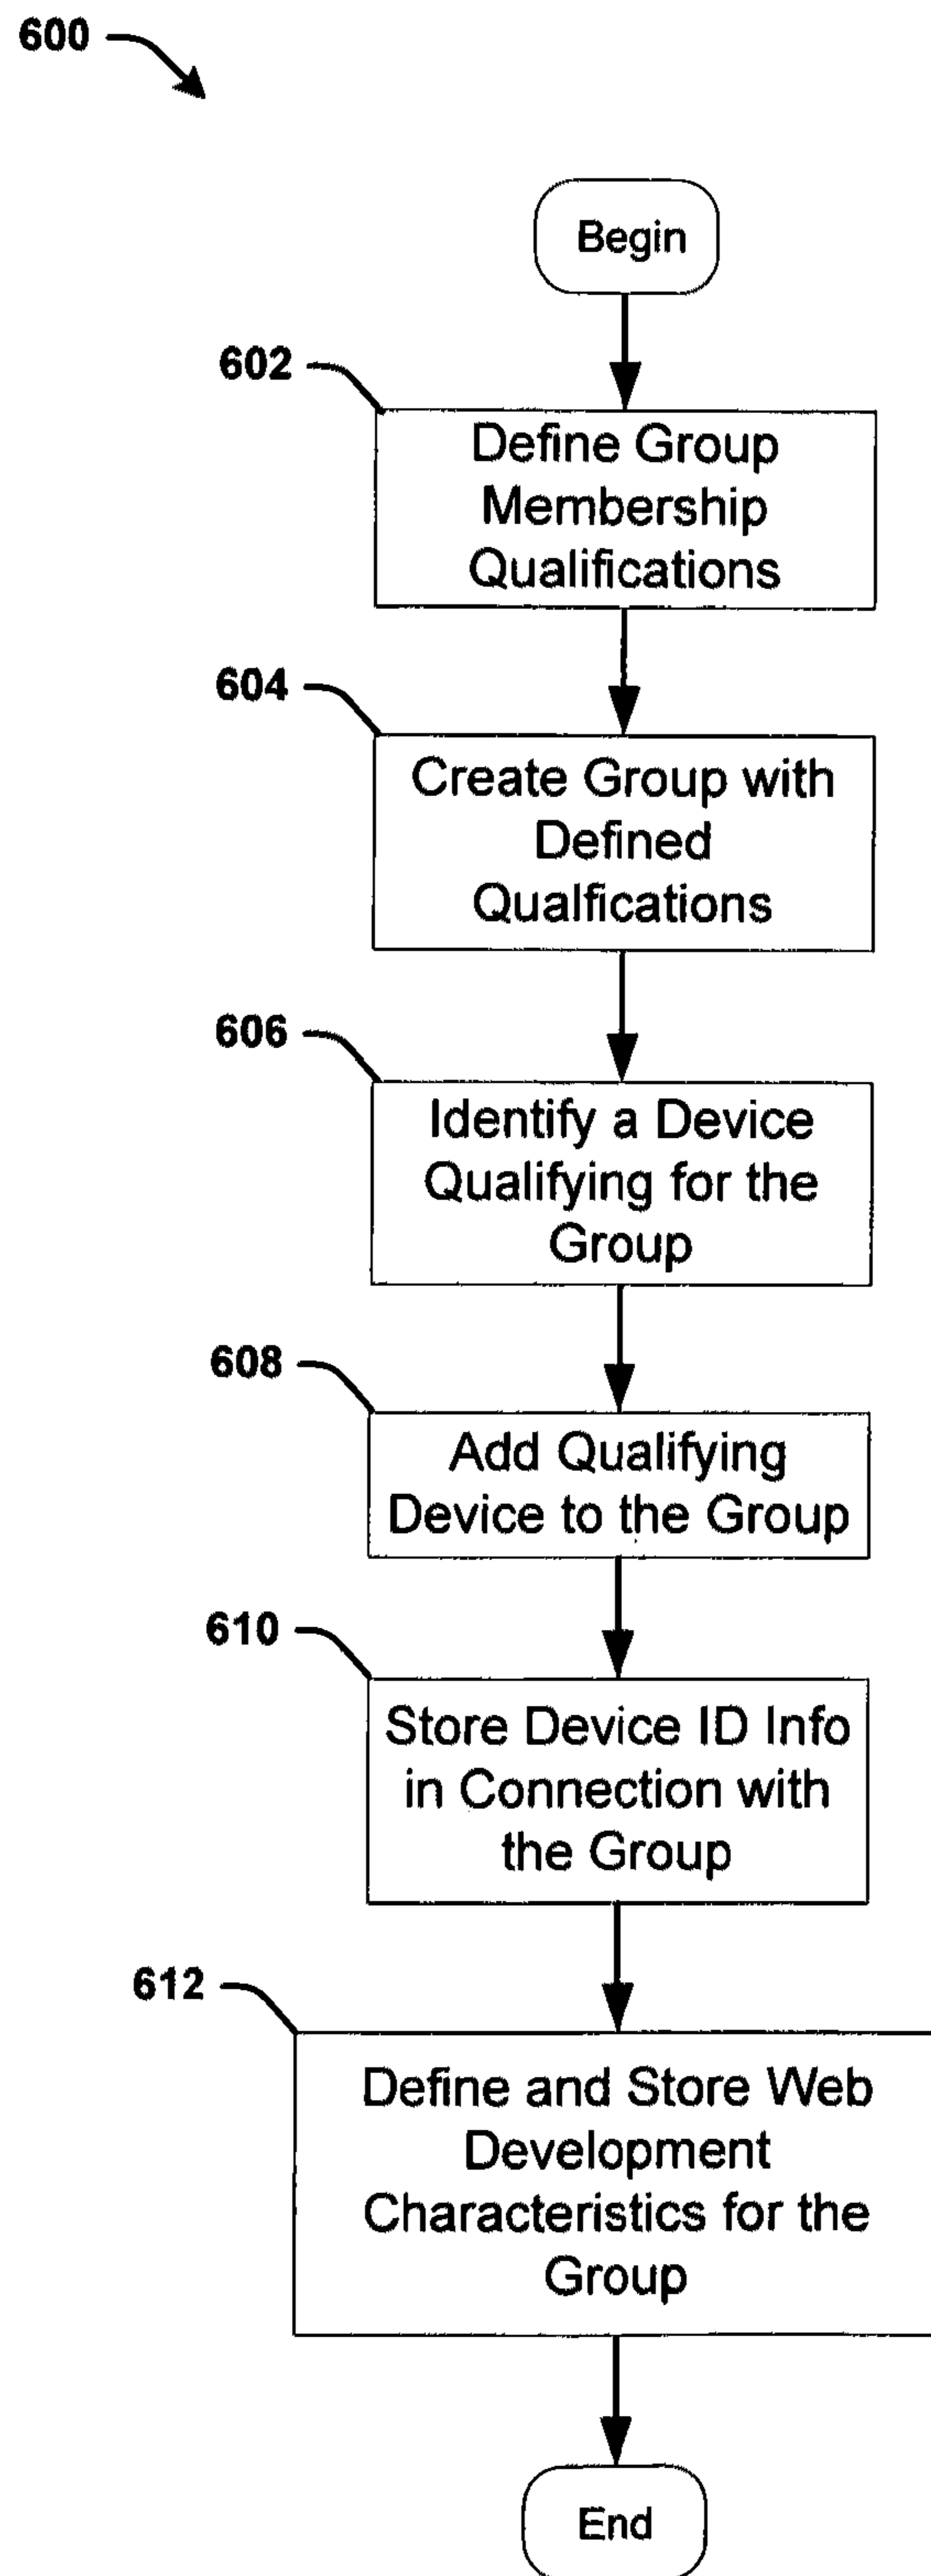 600
Begin
602
Define Group
Membership
Qualifications
604
Create Group with
Defined
Qualfications
606
Identify a Device
Qualifying for the
Group
608
Add Qualifying
Device to the Group
610
Store Device ID Info
in Connection with
the Group
612
Define and Store Web
Development
Characteristics for the
Group
End